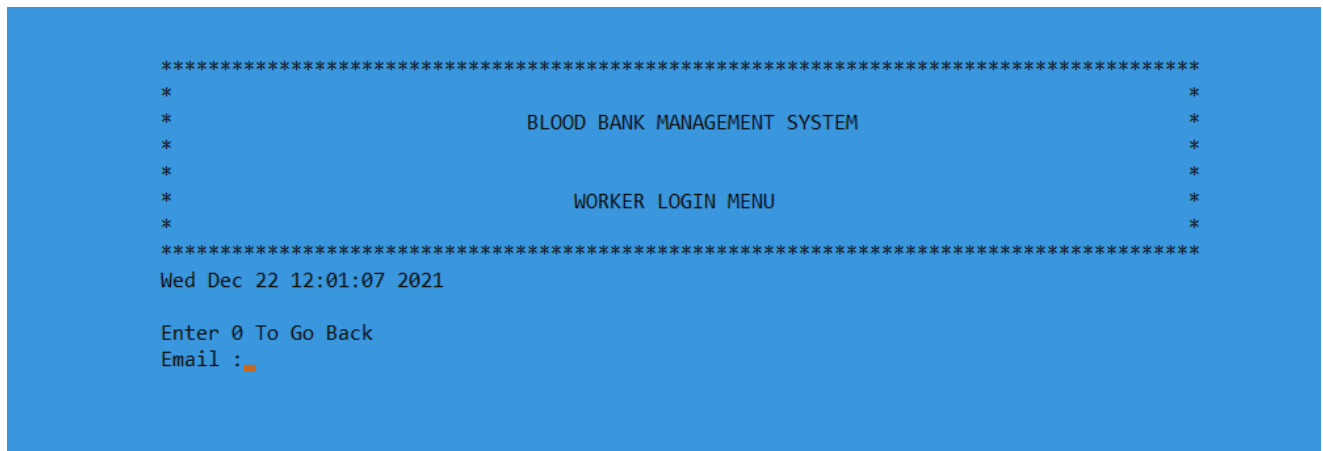 ****************************************************************************************
* *
* BLOOD BANK MANAGEMENT SYSTEM *
* *
* *
* WORKER LOGIN MENU *
* *
****************************************************************************************
Wed Dec 22 12:01:07 2021
Enter 0 To Go Back
Email :_